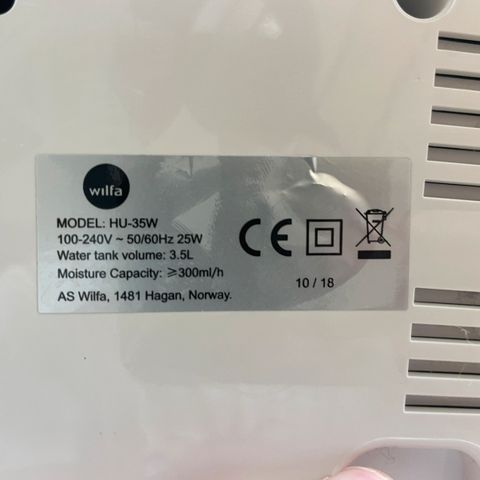 wilfa
MODEL: HU-35W
100-240V ~ 50/60Hz 25W
Water tank volume: 3.5L
Moisture Capacity: ≥300ml/h
AS Wilfa, 1481 Hagan, Norway.
CE
10 / 18